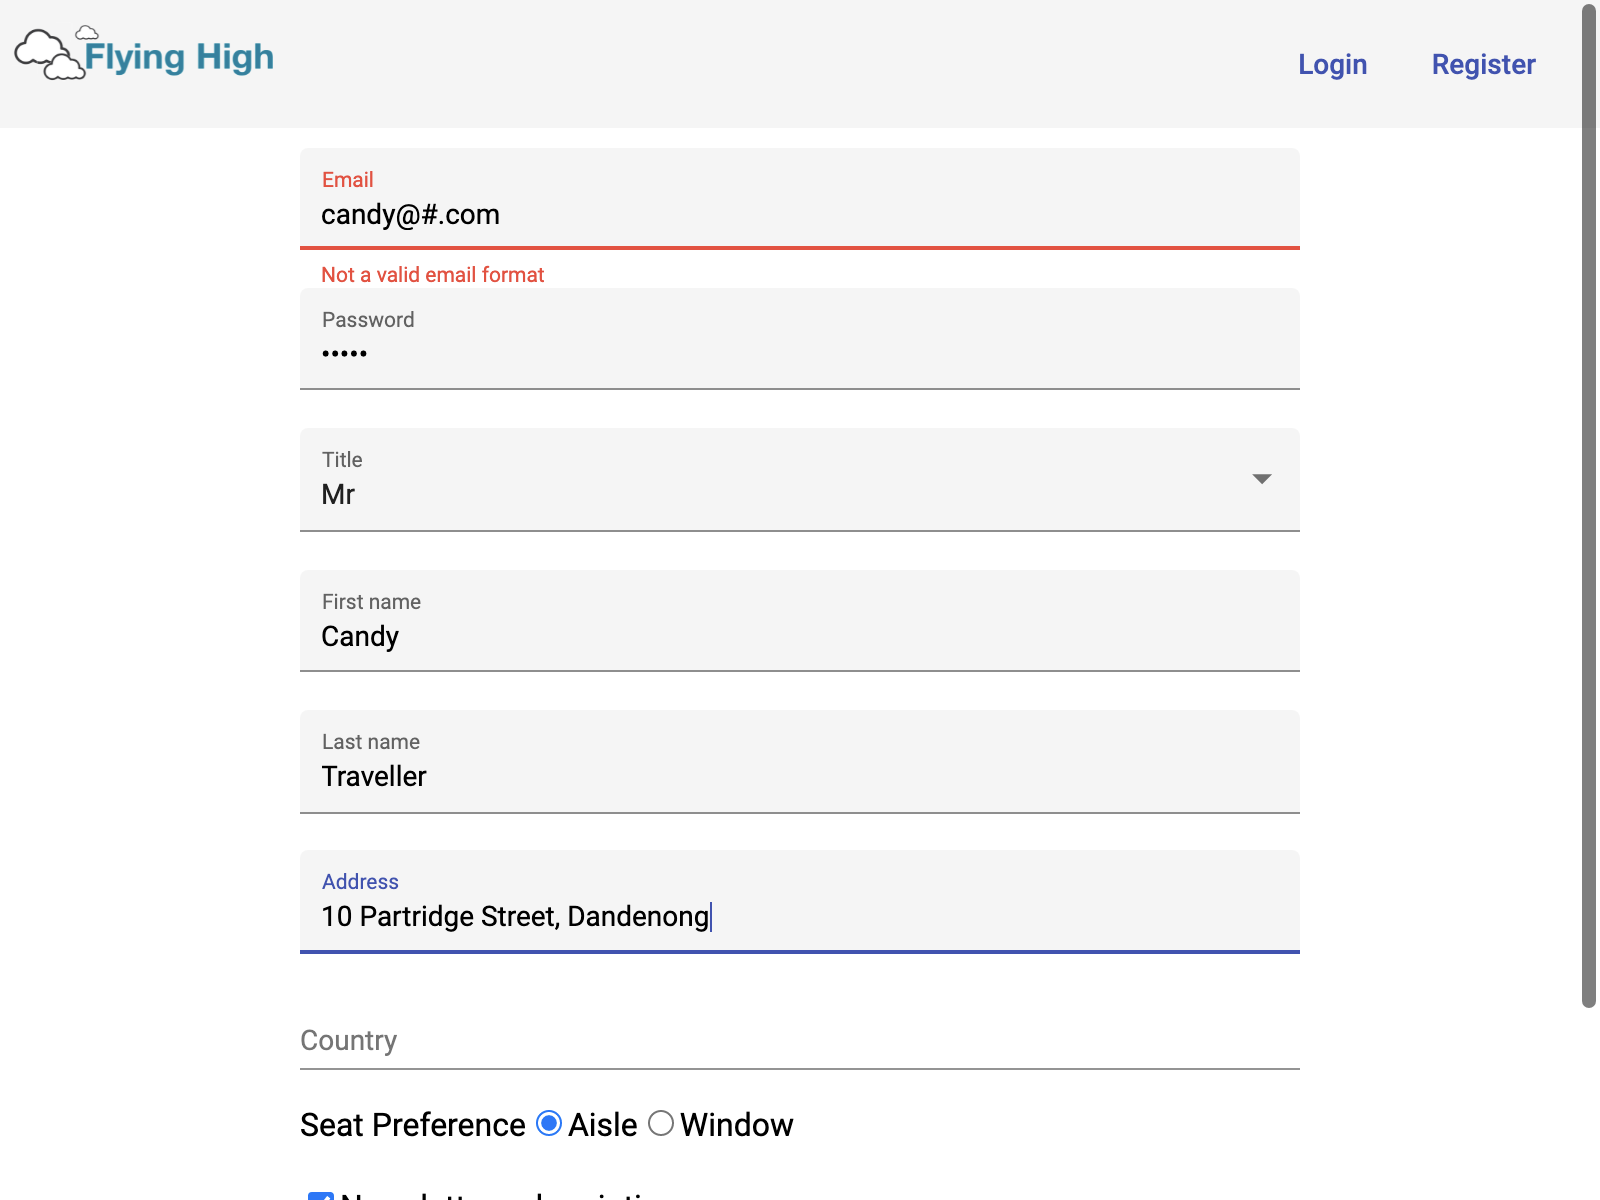 Flying High
Login Register
Email
candy@#.com
Not a valid email format
Password
•••••
Title
Mr
First name
Candy
Last name
Traveller
Address
10 Partridge Street, Dandenong
Country
Seat Preference Aisle Window